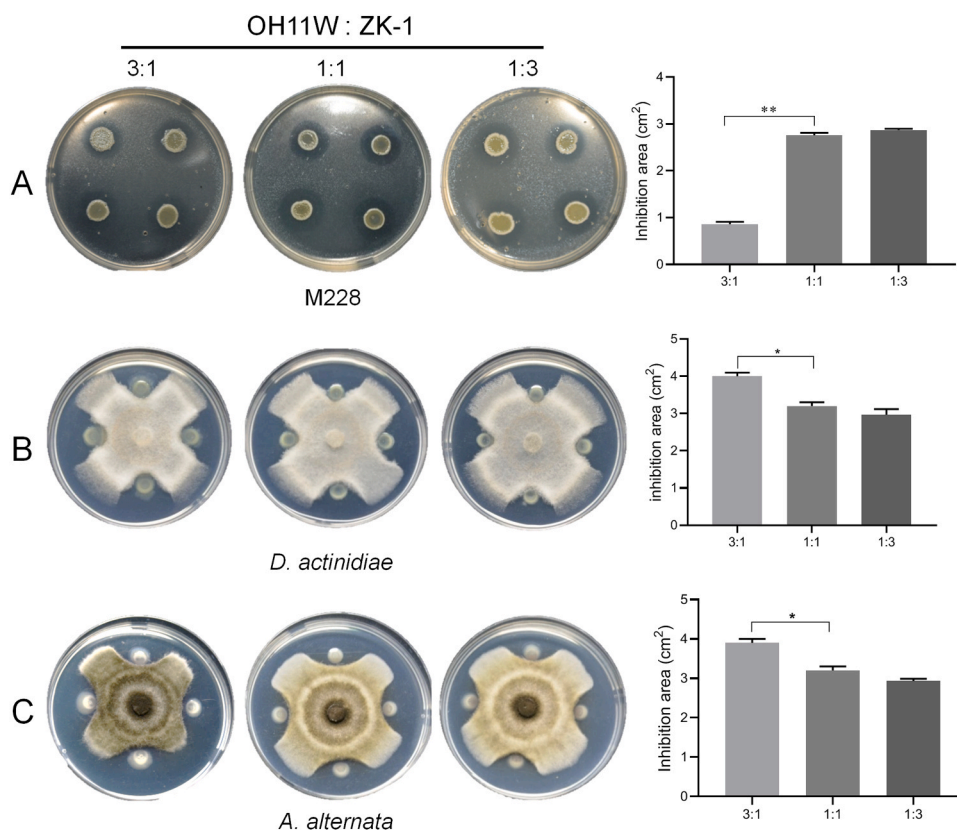 OH11W : ZK-1
3:1 1:1 1:3
A
M228
Inhibition area (cm²)
4
3
2
1
0
**
3:1 1:1 1:3
B
D. actinidiae
inhibition area (cm²)
5
4
3
2
1
0
*
3:1 1:1 1:3
C
A. alternata
Inhibition area (cm²)
5
4
3
2
1
0
*
3:1 1:1 1:3